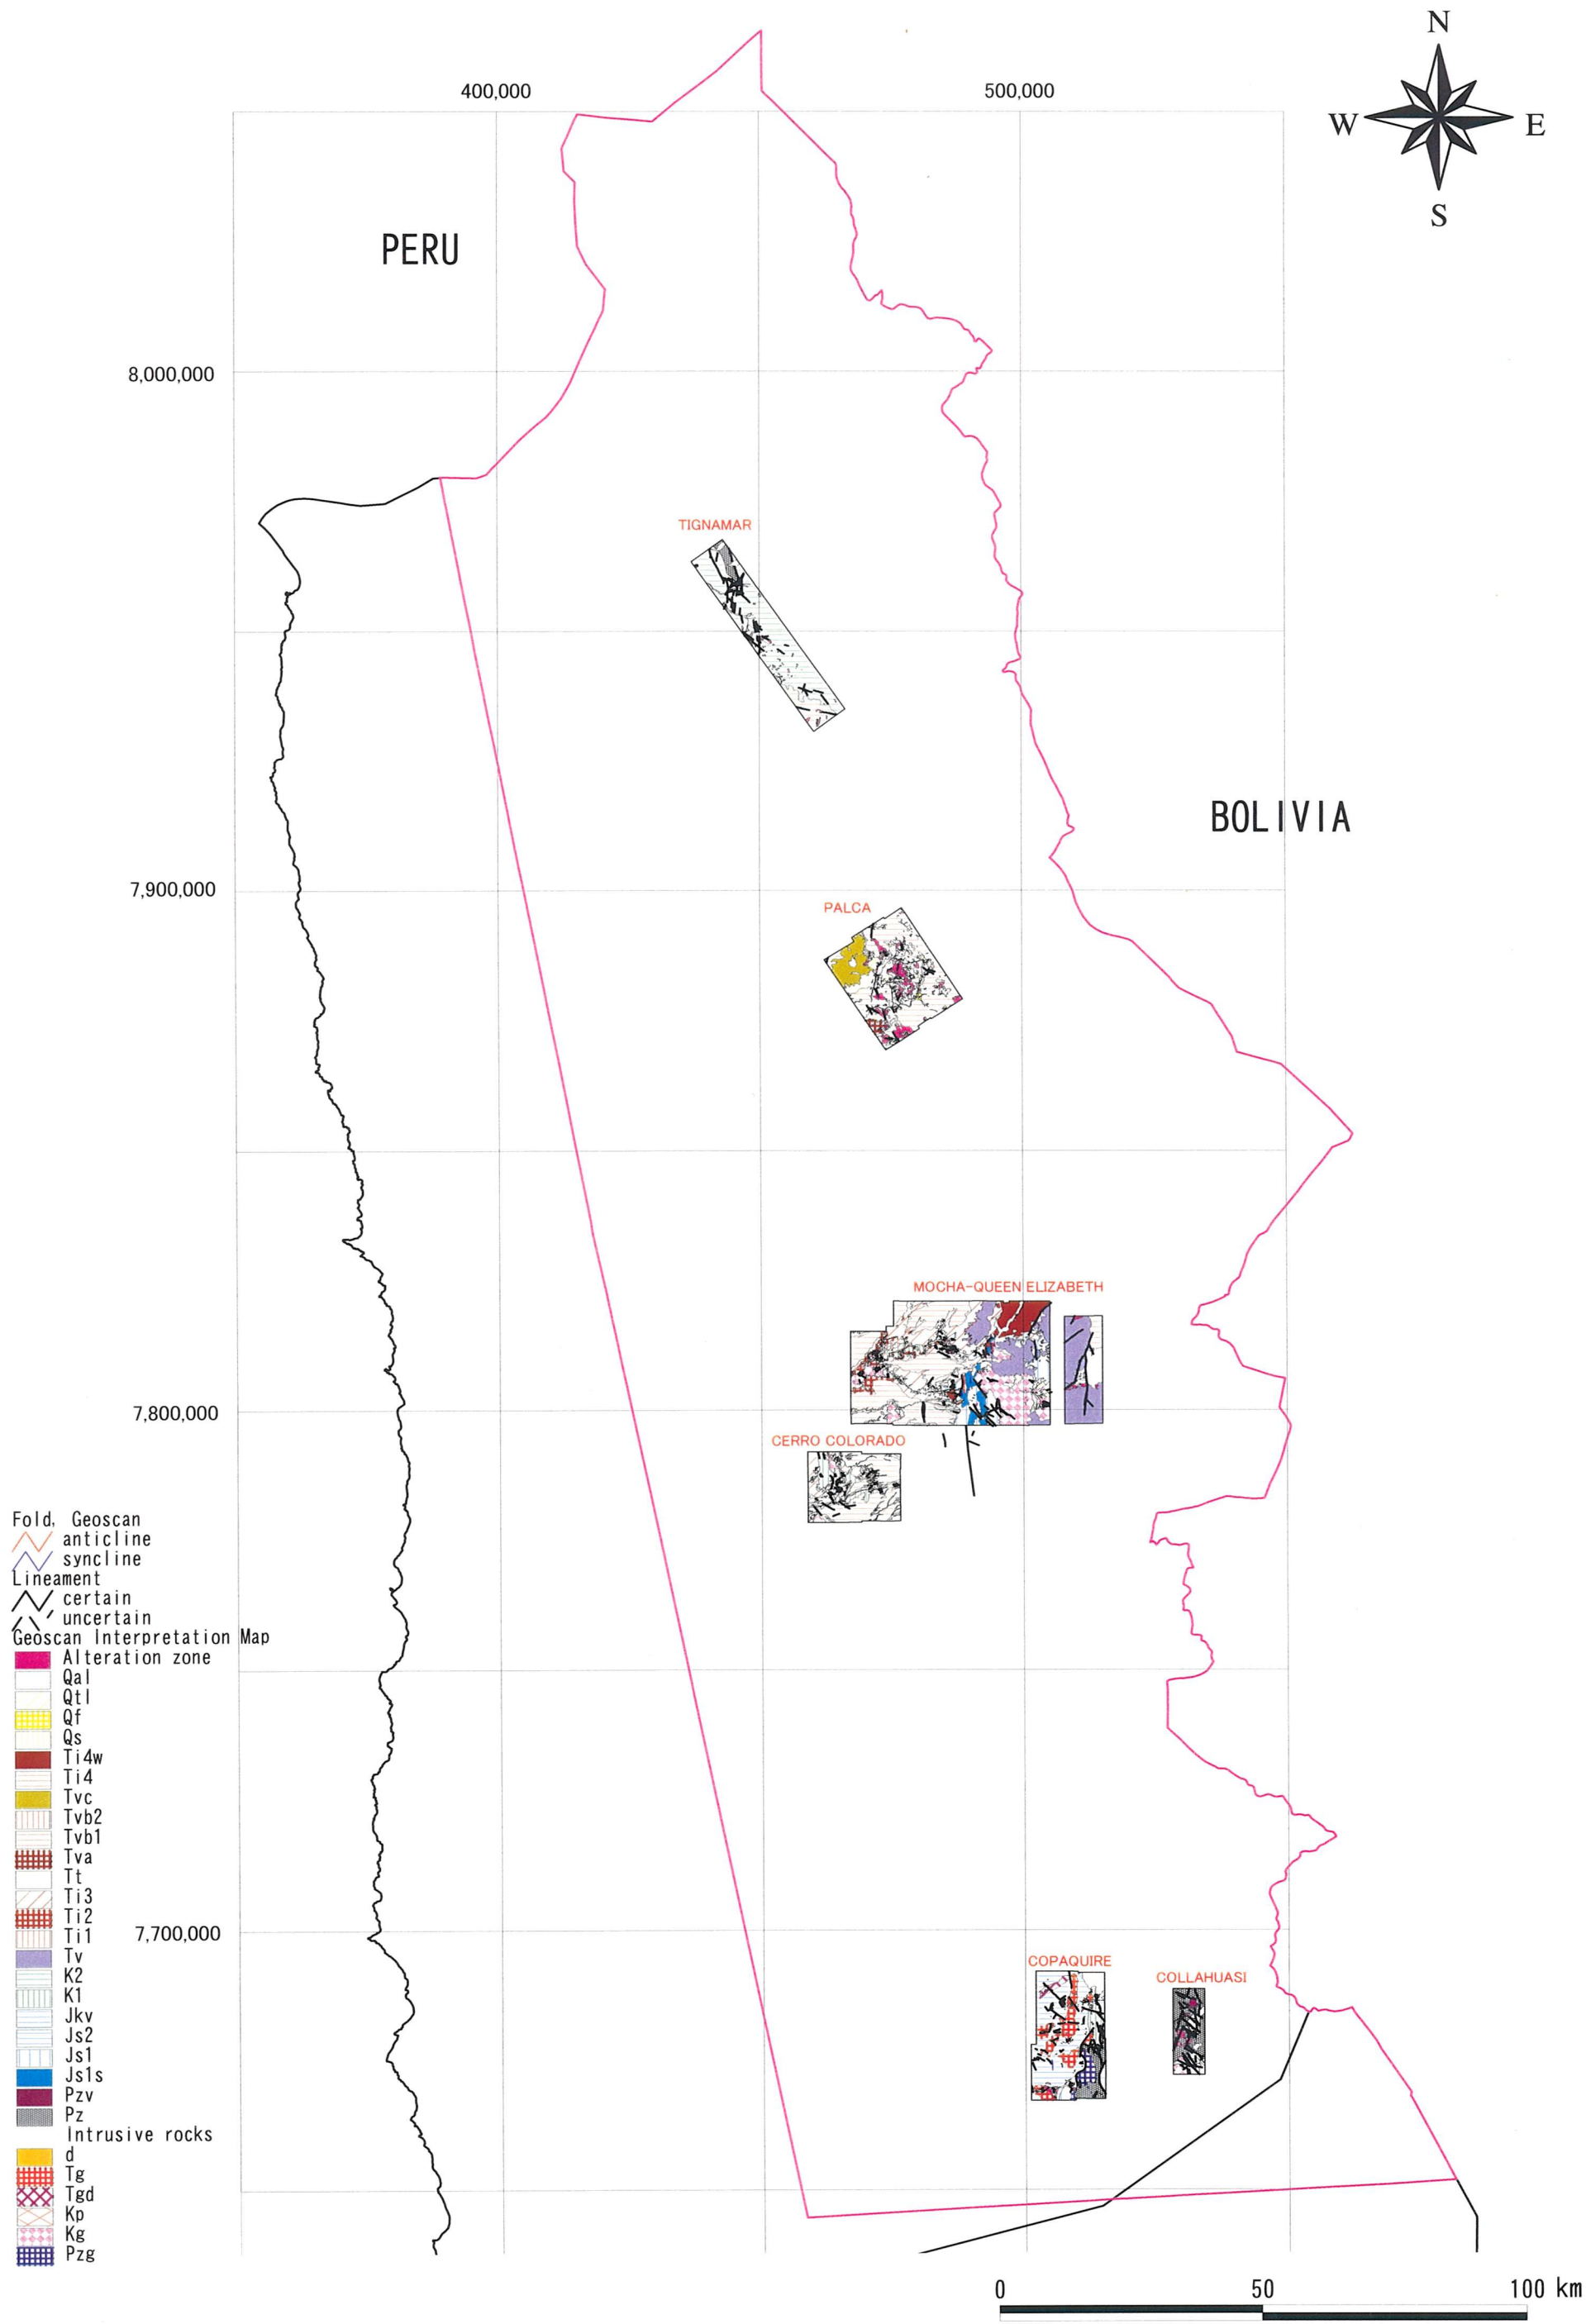 N
400,000
500,000
W
E
S
PERU
8,000,000
TIGNAMAR
BOLIVIA
7,900,000
PALCA
MOCHA-QUEEN ELIZABETH
7,800,000
CERRO COLORADO
Fold, Geoscan
anticline
syncline
Lineament
certain
uncertain
Geoscan Interpretation Map
Alteration zone
Qal
Qtl
Qf
Qs
Ti4w
Ti4
Tvc
Tvb2
Tvb1
Tva
Tt
Ti3
Ti2
Ti1
7,700,000
Tv
COPAQUIRE
K2
COLLAHUASI
K1
Jkv
Js2
Js1
Js1s
Pzv
Pz
Intrusive rocks
d
Tg
Tgd
Kp
Kg
Pzg
0 50 100 km